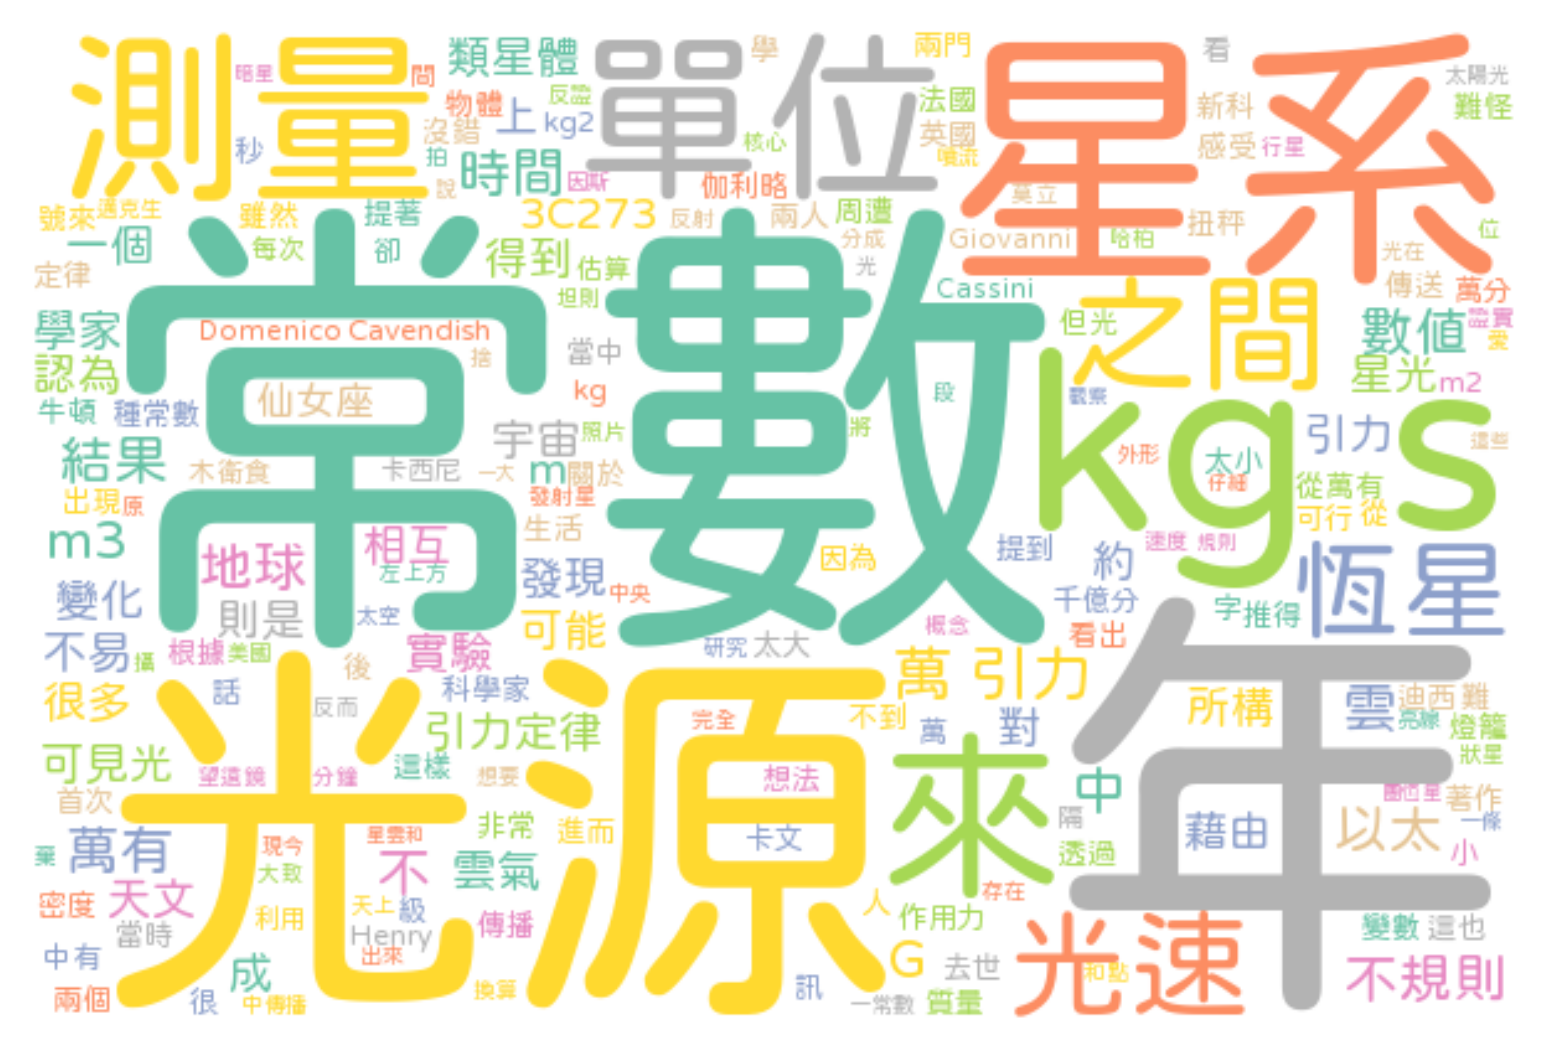 測量
單位
星系
類星體
學
兩門
看
太陽光
暗星
間
物體
反證
上
kg2
法國
新科
難怪
沒錯
秒
拍
核心
英國
感受
行星
時間
因斯
噴流
說
伽利略
莫立
號來
邁克生
雖然
提著
3C273
反射
兩人
周遭
扭秤
位
一個
每次
卻
得到
估算
分成
Giovanni
哈柏
光在
定律
光
坦則
Cassini
之間
傳送
萬分
常數
學家
Domenico
Cavendish
當中
但光
數值
證實
愛
認為
捨
星光
m2
仙女座
kg
段
觀察
牛頓
種常數
宇宙
照片
將
kg
s
引力
這些
結果
木衛食
卡西尼
一大
m
關於
外形
太小
仔細
從萬有
出現
原
發射星
可行
從
m3
生活
地球
相互
因為
提到
速度
規則
左上方
發現
約
恆星
變化
中央
千億分
則是
太空
可能
字
推得
概念
看出
不易
攝
根據
美國
後
實驗
研究
太大
年
光源
萬
引力
很多
話
反而
科學家
所構
雲
迪西
難
引力定律
完全
不到
萬
對
亮線
燈籠
可見光
望遠鏡
分鐘
這樣
想要
想法
來
狀星
首次
中
著作
非常
進而
卡文
隔
藉由
以太
一條
萬有
現今
星雲和
棄
大致
不
雲氣
透過
小
密度
天文
天上
級
存在
人
作用力
利用
當時
Henry
傳播
光速
變數
這也
中有
出來
成
G
去世
和點
不規則
兩個
很
中傳播
換算
訊
一常數
質量